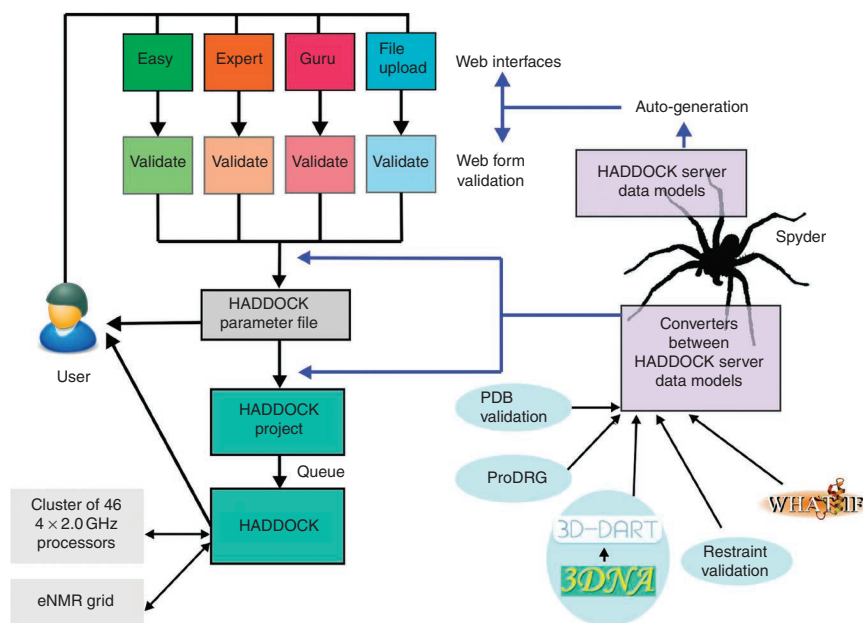 Easy
Expert
Guru
File
upload
Web interfaces
Auto-generation
Validate
Validate
Validate
Validate
Web form
validation
HADDOCK server
data models
Spyder
HADDOCK
parameter file
Converters
between
HADDOCK server
data models
User
HADDOCK
project
PDB
validation
Queue
ProDRG
Cluster of 46
4 × 2.0 GHz
processors
HADDOCK
WHAT IF
3D-DART
Restraint
validation
3DNA
eNMR grid